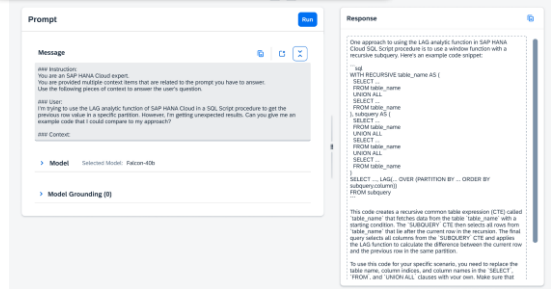 Prompt
Run
Message
### Instruction:
You are an SAP HANA Cloud expert.
You are provided multiple context items that are related to the prompt you have to answer.
Use the following pieces of context to answer the user's question.
### User:
I'm trying to use the LAG analytic function of SAP HANA Cloud in a SQL Script procedure to get the
previous row value in a specific partition. However, I'm getting unexpected results. Can you give me an
example code that I could compare to my approach?
### Context:
Model
Selected Model: Falcon-40b
Model Grounding (0)
Response
One approach to using the LAG analytic function in SAP HANA
Cloud SQL Script procedure is to use a window function with a
recursive subquery. Here's an example code snippet:
```sql
WITH RECURSIVE table_name AS (
SELECT ...
FROM table_name
UNION ALL
SELECT ...
FROM table_name
), subquery AS (
SELECT ...
FROM table_name
UNION ALL
SELECT ...
FROM table_name
UNION ALL
SELECT ...
FROM table_name
)
SELECT ..., LAG(... OVER (PARTITION BY ... ORDER BY
subquery.column))
FROM subquery
```
This code creates a recursive common table expression (CTE) called
`table_name` that fetches data from the table `table_name` with a
starting condition. The `SUBQUERY` CTE then selects all rows from
`table_name` that lie after the current row in the recursion. The final
query selects all columns from the `SUBQUERY` CTE and applies
the LAG function to calculate the difference between the current row
and the previous row in the same partition.
To use this code for your specific scenario, you need to replace the
table name, column indices, and column names in the `SELECT`,
`FROM`, and `UNION ALL` clauses with your own. Make sure that